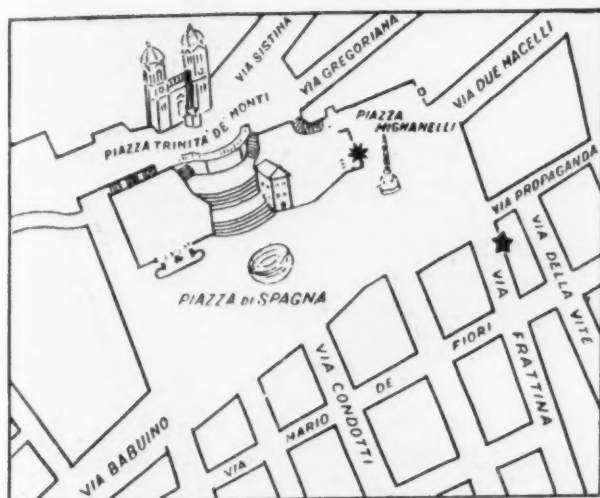 VIA SISTINA
VIA GREGORIANA
VIA DUE MACELLI
PIAZZA TRINITÀ DE' MONTI
PIAZZA
MIGNANELLI
VIA PROPAGANDA
VIA DELLA VITE
PIAZZA DI SPAGNA
VIA FRATTINA
VIA MARIO DE FIORI
VIA CONDOTTI
VIA BABUINO